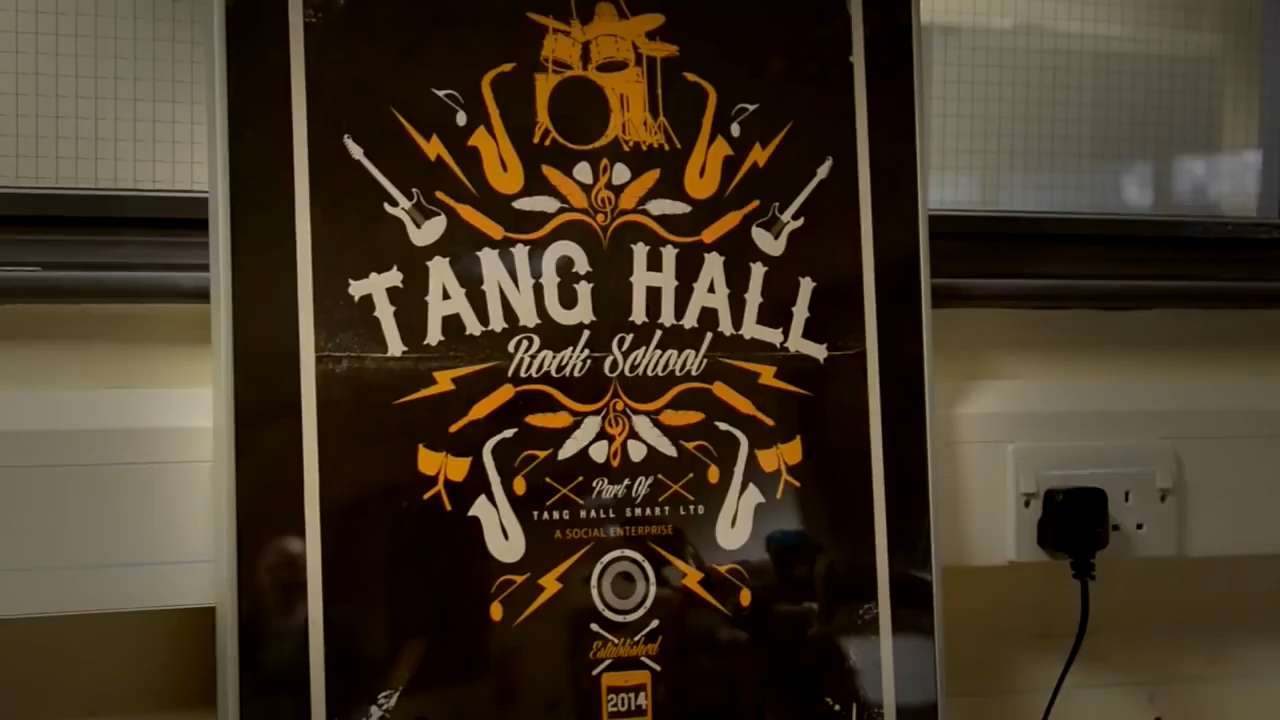 TANG HALL
Rock School
Part Of
TANG HALL SMART LTD
A SOCIAL ENTERPRISE
Established
2014